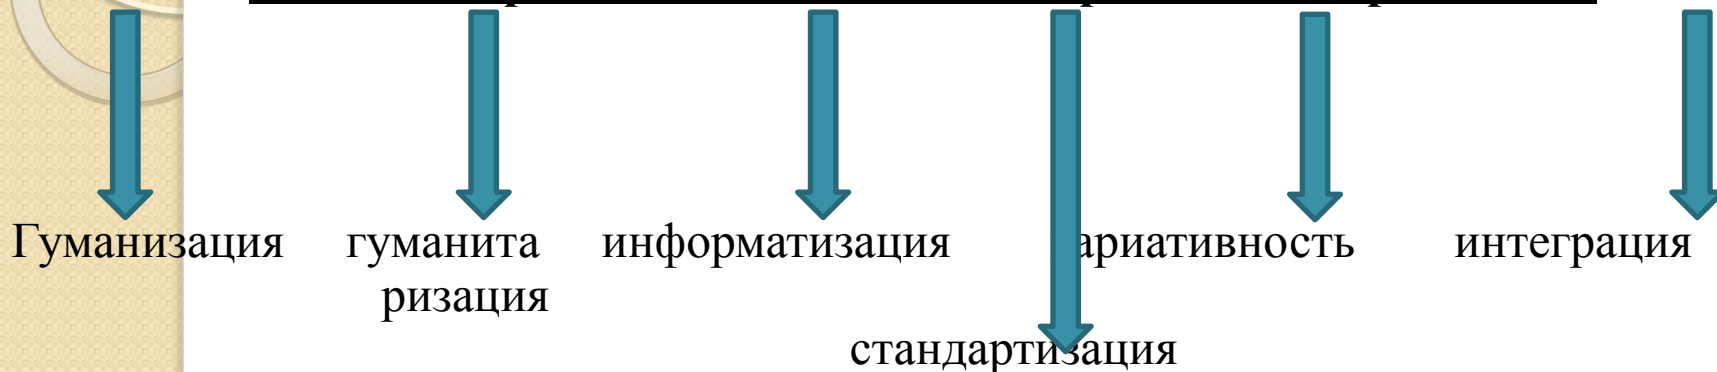 Гуманизация гуманита информатизация ариативность интеграция
ризация
стандартизация